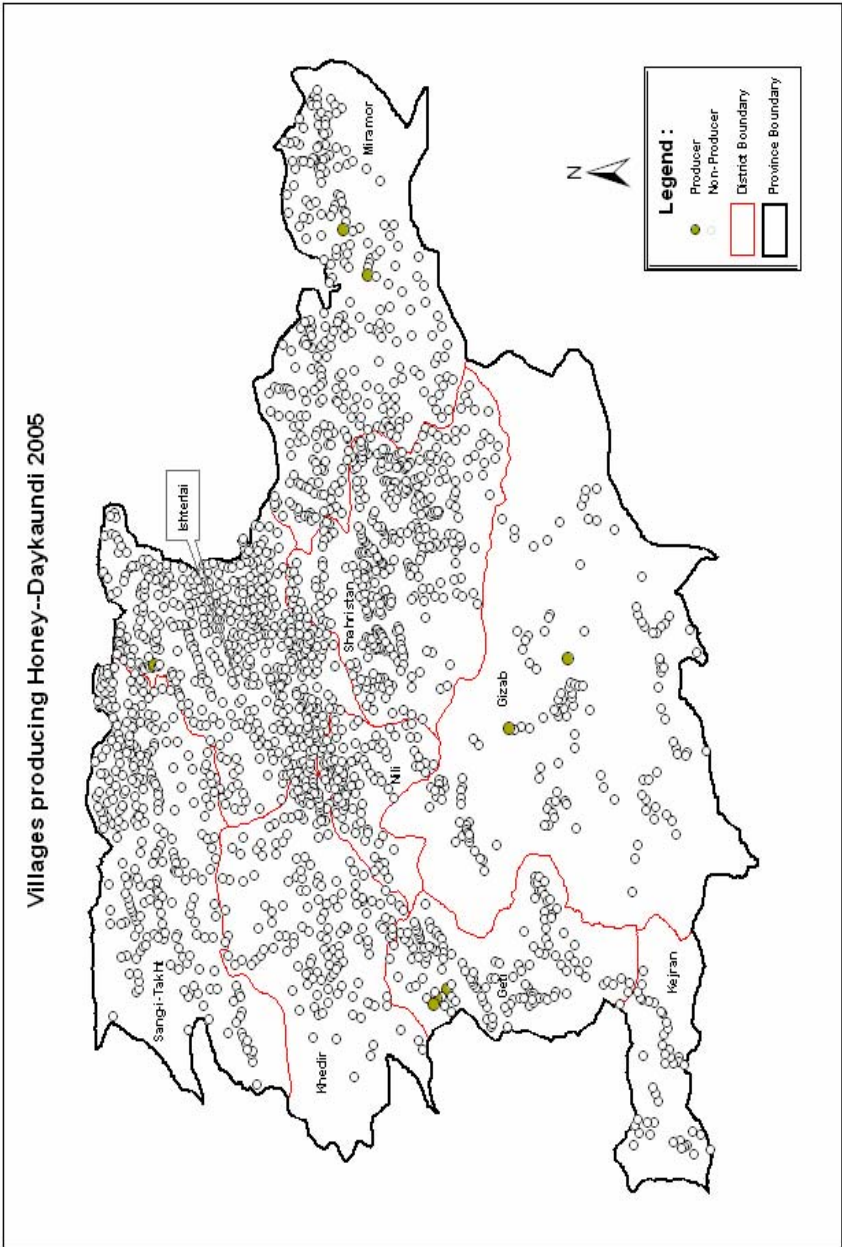 Villages producing Honey--Daykaundi 2005
Ishterlai
Miramor
Sang-i-Takht
Shahristan
Khedir
Nili
Gizab
Geti
Kejran
N
Legend :
Producer
Non-Producer
District Boundary
Province Boundary